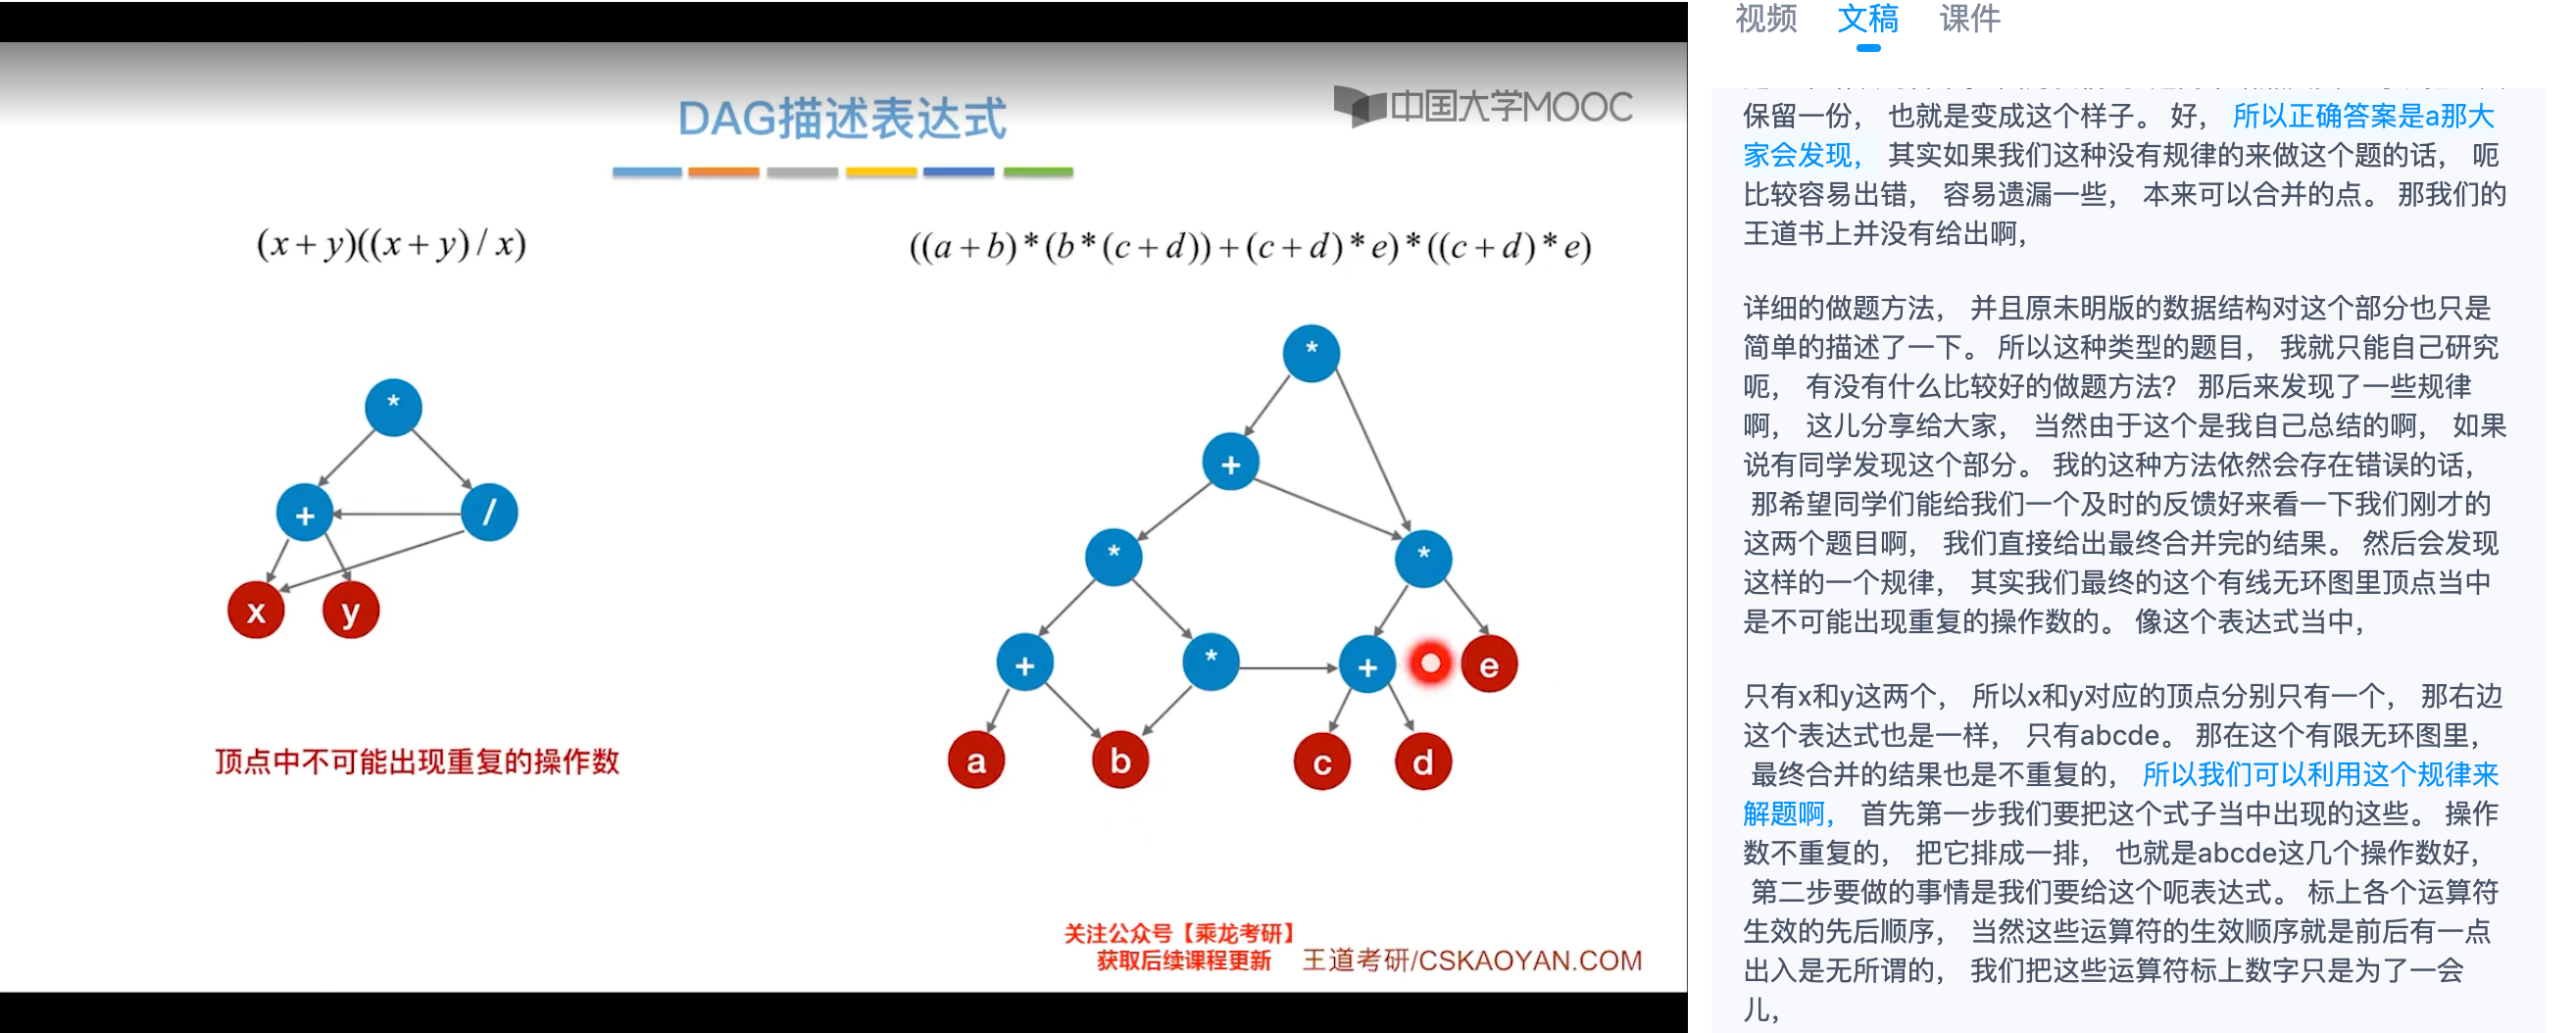 DAG描述表达式
中国大学MOOC
(x+y)((x+y)/x)
((a+b)*(b*(c+d))+(c+d)*e)*((c+d)*e)
*
+
/
x
y
*
+
*
*
+
*
+
e
a
b
c
d
顶点中不可能出现重复的操作数
关注公众号【乘龙考研】
获取后续课程更新
王道考研/CSKAOYAN.COM
视频 文稿 课件
保留一份， 也就是变成这个样子。 好， 所以正确答案是a那大
家会发现， 其实如果我们这种没有规律的来做这个题的话， 呃
比较容易出错， 容易遗漏一些， 本来可以合并的点。 那我们的
王道书上并没有给出啊，
详细的做题方法， 并且原未明版的数据结构对这个部分也只是
简单的描述了一下。 所以这种类型的题目， 我就只能自己研究
呃， 有没有什么比较好的做题方法？ 那后来发现了一些规律
啊， 这儿分享给大家， 当然由于这个是我自己总结的啊， 如果
说有同学发现这个部分。 我的这种方法依然会存在错误的话，
那希望同学们能给我们一个及时的反馈好来看一下我们刚才的
这两个题目啊， 我们直接给出最终合并完的结果。 然后会发现
这样的一个规律， 其实我们最终的这个有线无环图里顶点当中
是不可能出现重复的操作数的。 像这个表达式当中，
只有x和y这两个， 所以x和y对应的顶点分别只有一个， 那右边
这个表达式也是一样， 只有abcde。 那在这个有限无环图里，
最终合并的结果也是不重复的， 所以我们可以利用这个规律来
解题啊， 首先第一步我们要把这个式子当中出现的这些。 操作
数不重复的， 把它排成一排， 也就是abcde这几个操作数好，
第二步要做的事情是我们要给这个呃表达式。 标上各个运算符
生效的先后顺序， 当然这些运算符的生效顺序就是前后有一点
出入是无所谓的， 我们把这些运算符标上数字只是为了一会
儿，